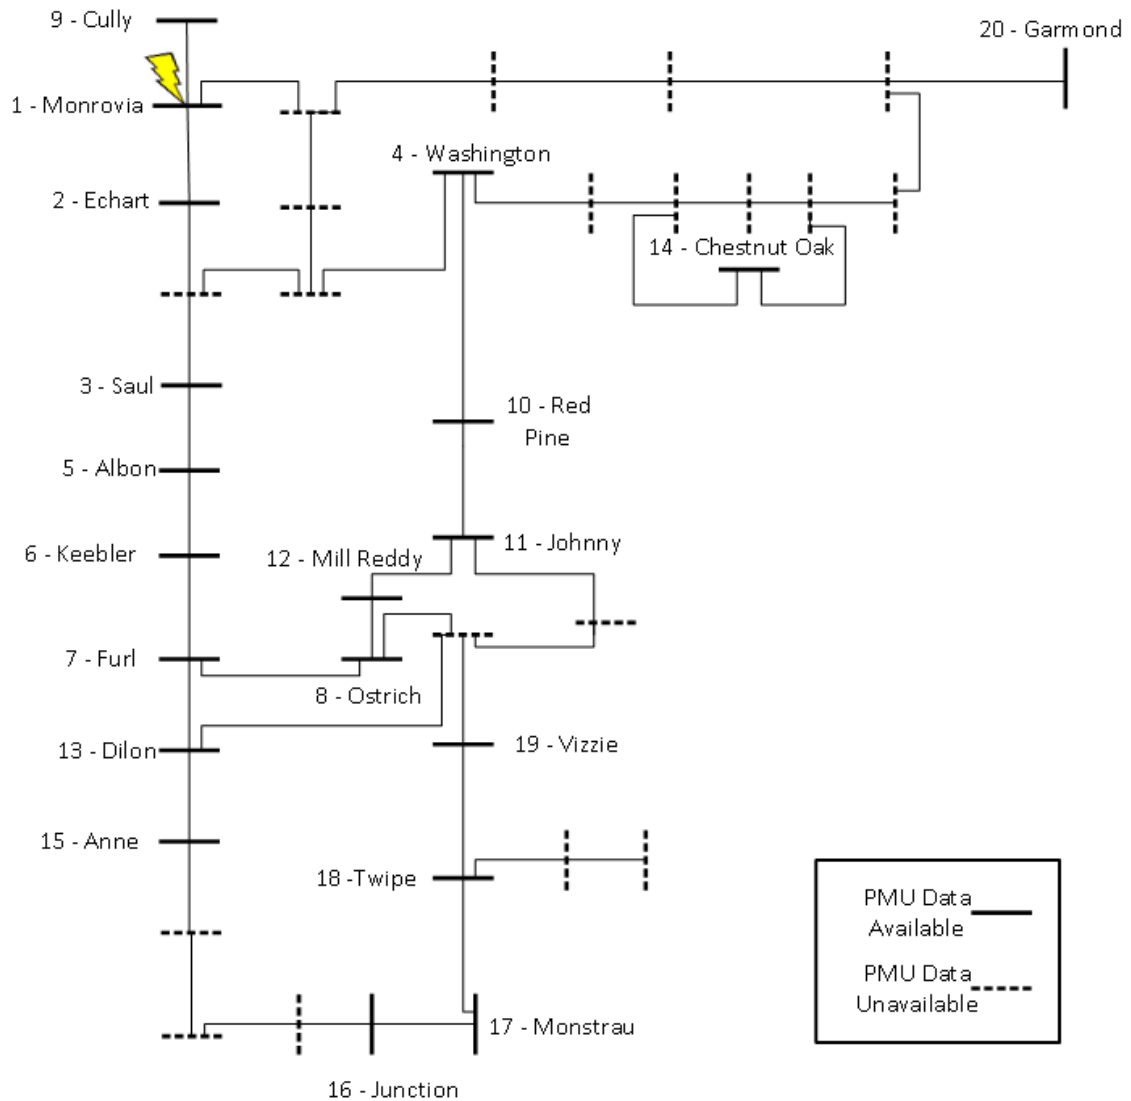 9 - Cully
20 - Garmond
1 - Monrovia
4 - Washington
2 - Echart
14 - Chestnut Oak
3 - Saul
10 - Red
Pine
5 - Albon
11 - Johnny
6 - Keebler
12 - Mill Reddy
7 - Furl
8 - Ostrich
13 - Dilon
19 - Vizzie
15 - Anne
18 -Twipe
PMU Data
Available
PMU Data
Unavailable
17 - Monstrau
16 - Junction